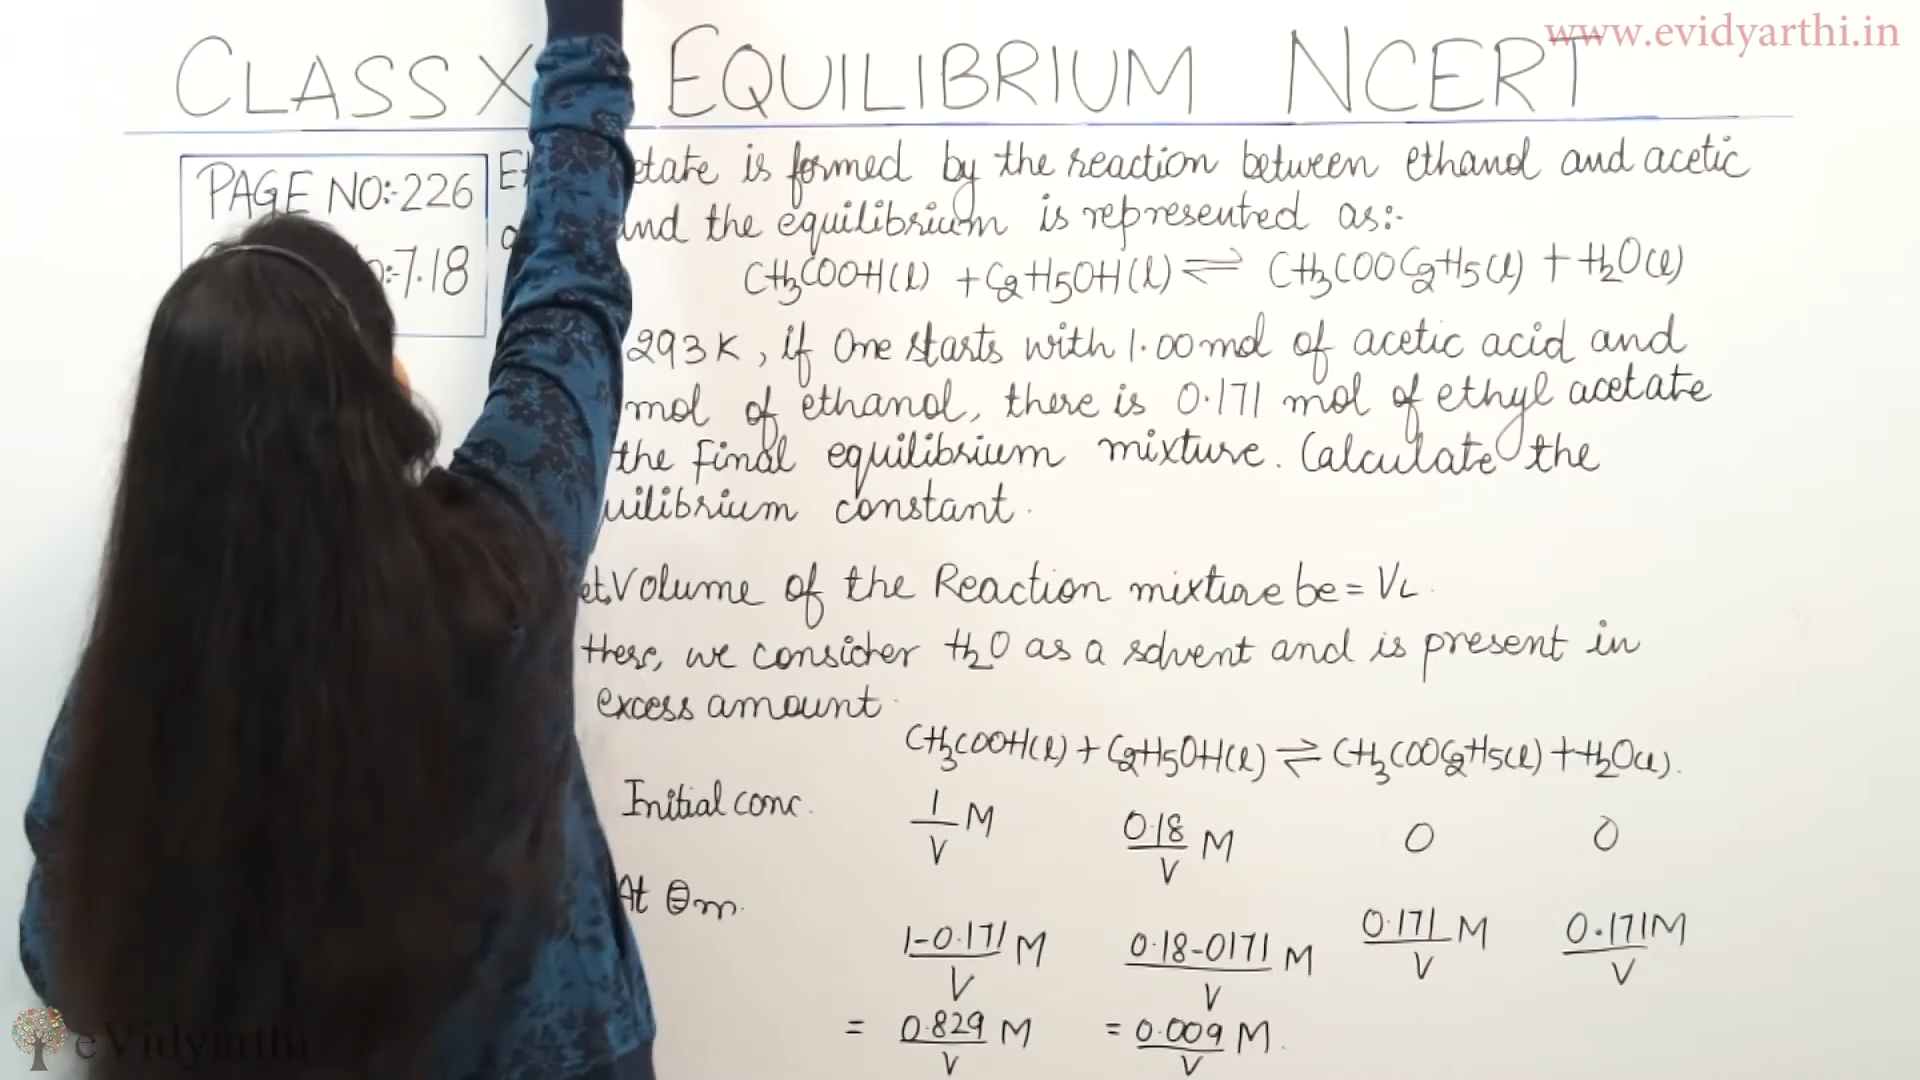 www.evidyarthi.in
CLASS X EQUILIBRIUM NCERT
PAGE NO:-226
:-7.18
etate is formed by the reaction between ethanol and acetic
and the equilibrium is represented as:-
CH3COOH(l) + C2H5OH(l) ⇌ CH3COOC2H5(l) + H2O(l)
293K, if One starts with 1.00 mol of acetic acid and
mol of ethanol, there is 0.171 mol of ethyl acetate
the final equilibrium mixture. Calculate the
uilibrium constant.
et, Volume of the Reaction mixture be = VL.
there, we consider H2O as a solvent and is present in
excess amount.
CH3COOH(l) + C2H5OH(l) ⇌ CH3COOC2H5(l) + H2O(l).
Initial conc. 1/V M 0.18/V M 0 0
At
1-0.171/V M 0.18-0171/V M 0.171/V M 0.171M/V
= 0.829/V M = 0.009/V M.
eVidyarthi